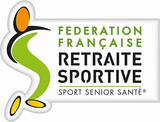 FEDERATION
FRANÇAISE
RETRAITE
SPORTIVE
SPORT SENIOR SANTÉ®